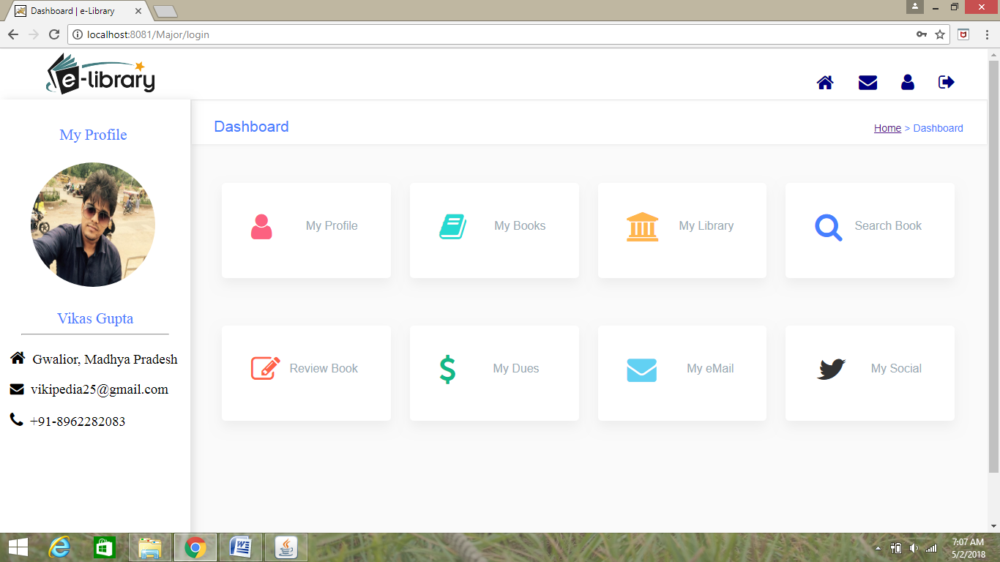 Dashboard | e-Library
localhost:8081/Major/login
e-library
My Profile
Dashboard
Home > Dashboard
Vikas Gupta
Gwalior, Madhya Pradesh
vikipedia25@gmail.com
+91-8962282083
My Profile
My Books
My Library
Search Book
Review Book
My Dues
My eMail
My Social
7:07 AM
5/2/2018